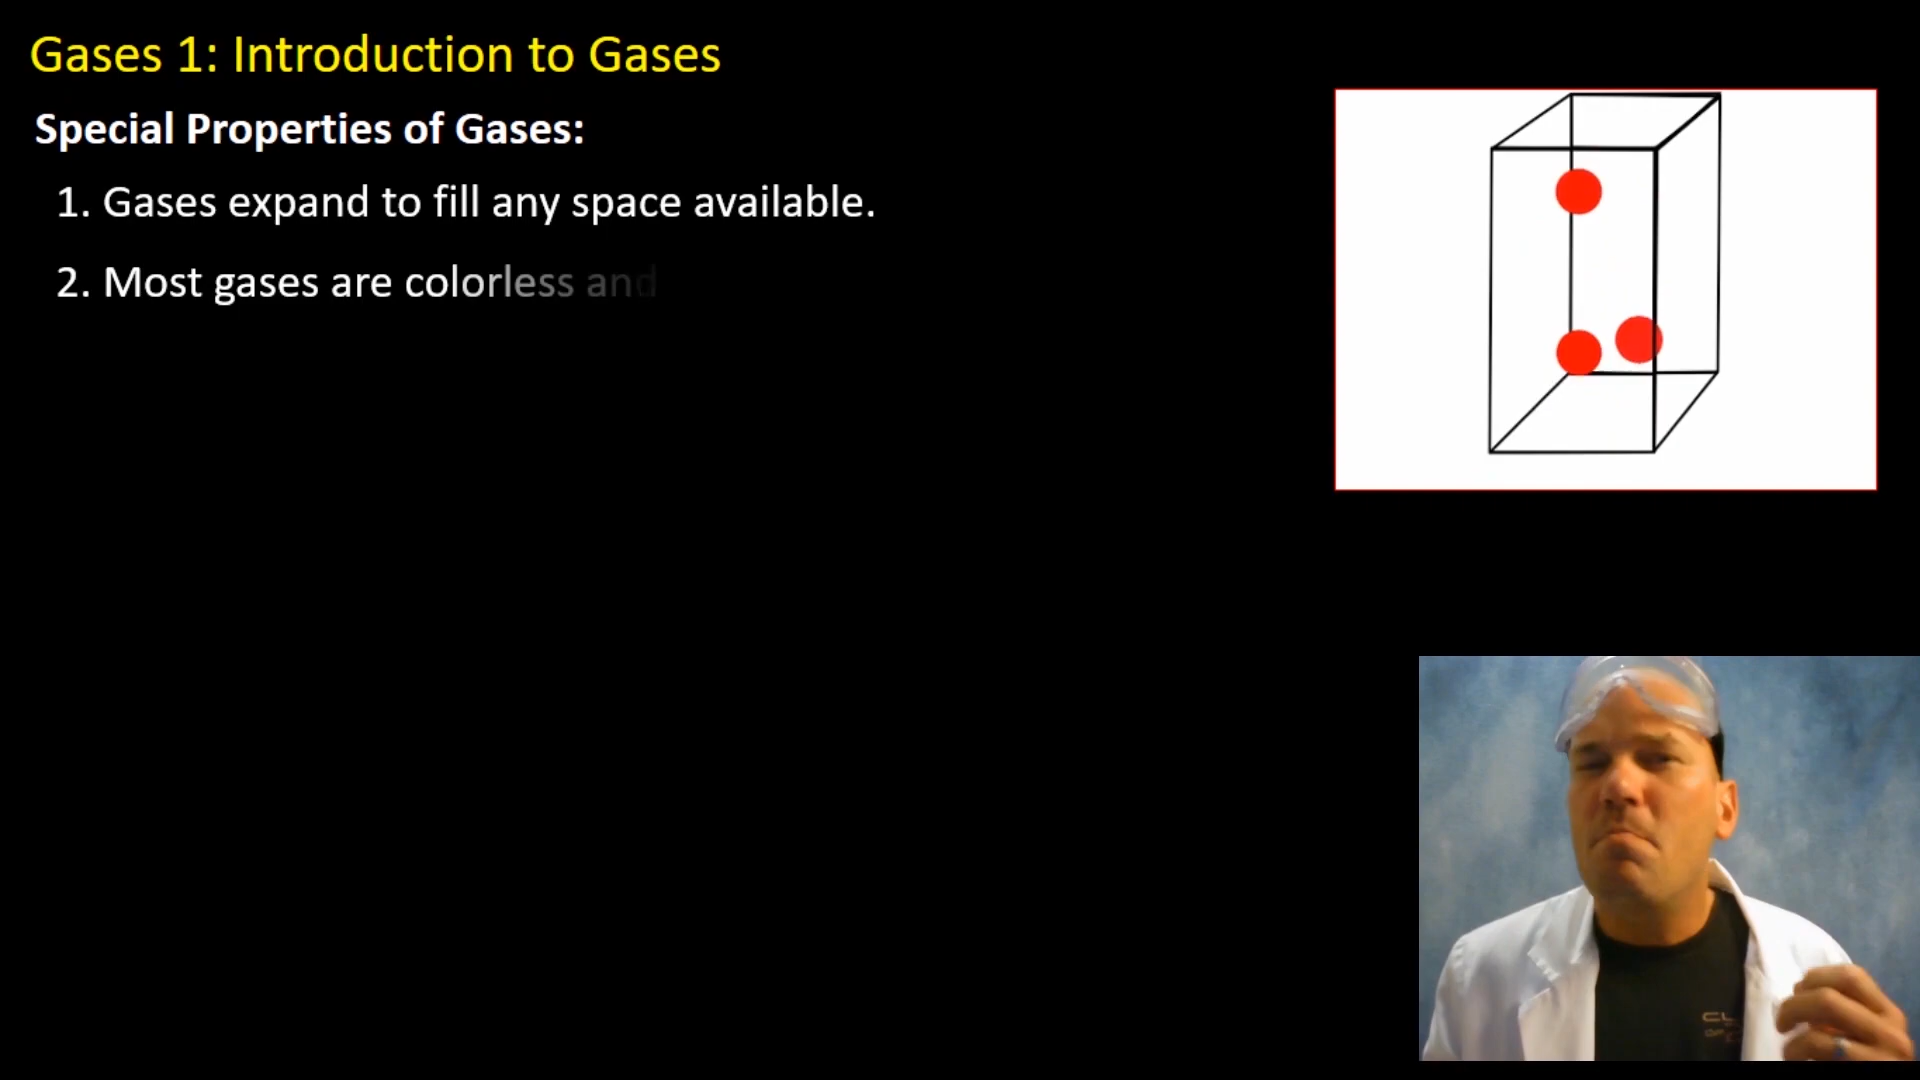 Gases 1: Introduction to Gases
Special Properties of Gases:
1. Gases expand to fill any space available.
2. Most gases are colorless and